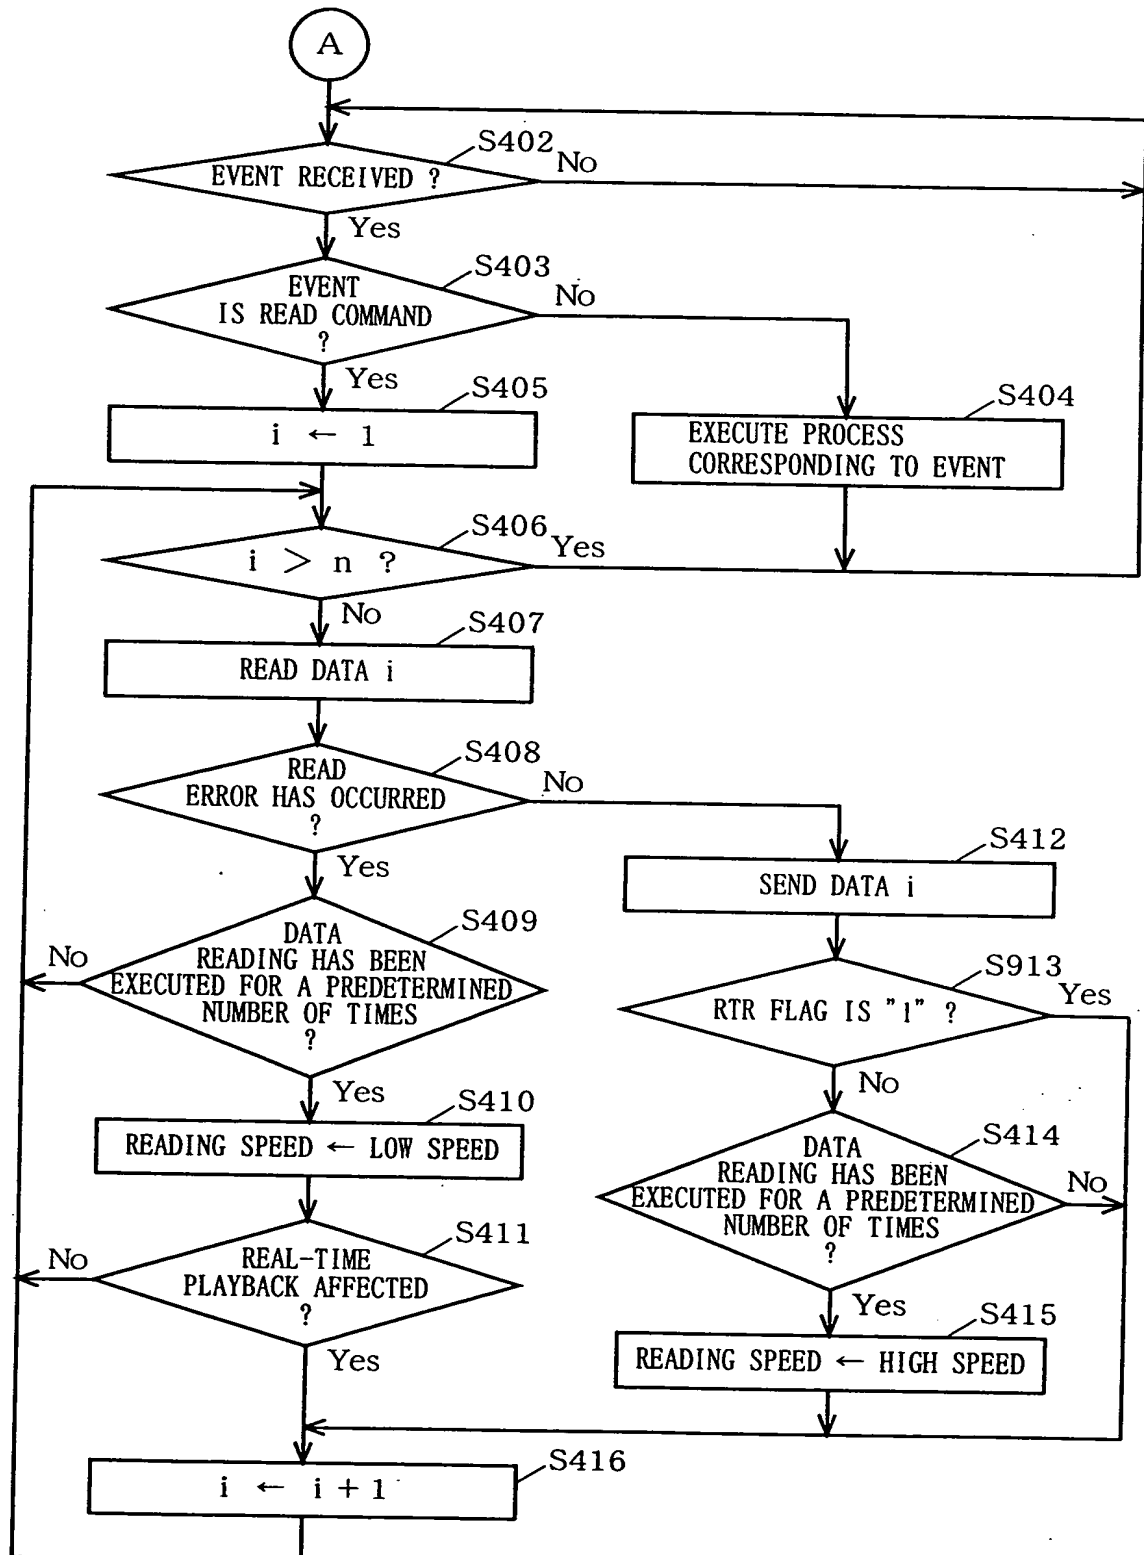 A
S402
EVENT RECEIVED ?
No
Yes
S403
EVENT
IS READ COMMAND
?
No
Yes
S405
i ← 1
S404
EXECUTE PROCESS
CORRESPONDING TO EVENT
S406
i > n ?
Yes
No
S407
READ DATA i
S408
READ
ERROR HAS OCCURRED
?
No
Yes
S412
SEND DATA i
S409
DATA
READING HAS BEEN
EXECUTED FOR A PREDETERMINED
NUMBER OF TIMES
?
No
Yes
S913
RTR FLAG IS "1" ?
Yes
No
S410
READING SPEED ← LOW SPEED
S414
DATA
READING HAS BEEN
EXECUTED FOR A PREDETERMINED
NUMBER OF TIMES
?
No
Yes
S411
REAL-TIME
PLAYBACK AFFECTED
?
No
Yes
S415
READING SPEED ← HIGH SPEED
S416
i ← i + 1